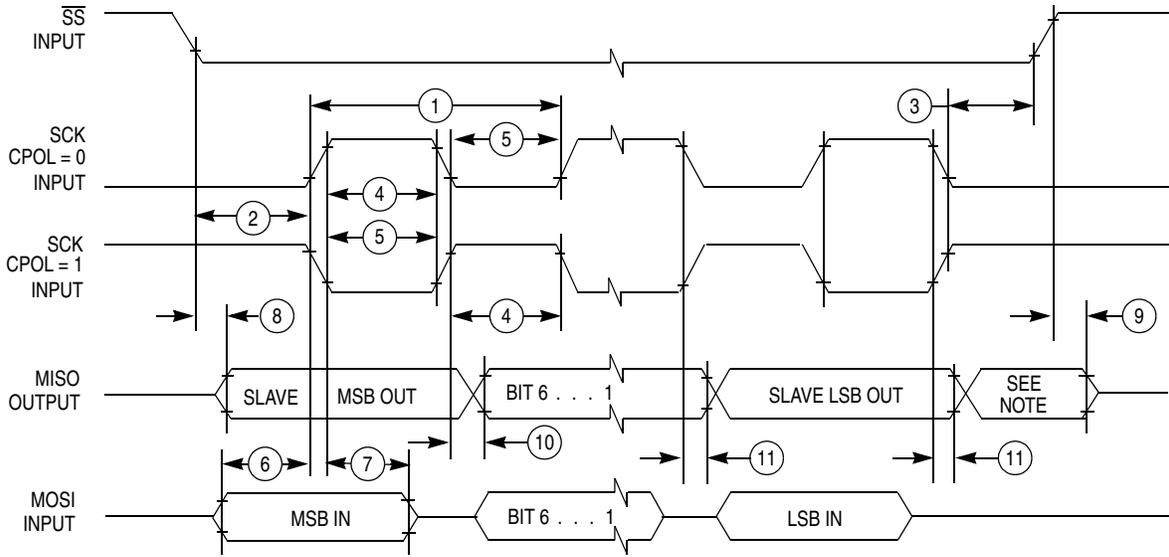 SS
INPUT
1
3
SCK
CPOL = 0
INPUT
5
4
2
SCK
CPOL = 1
INPUT
5
4
8
9
MISO
OUTPUT
SLAVE
MSB OUT
BIT 6 . . . 1
SLAVE LSB OUT
SEE
NOTE
6
7
10
11
11
MOSI
INPUT
MSB IN
BIT 6 . . . 1
LSB IN